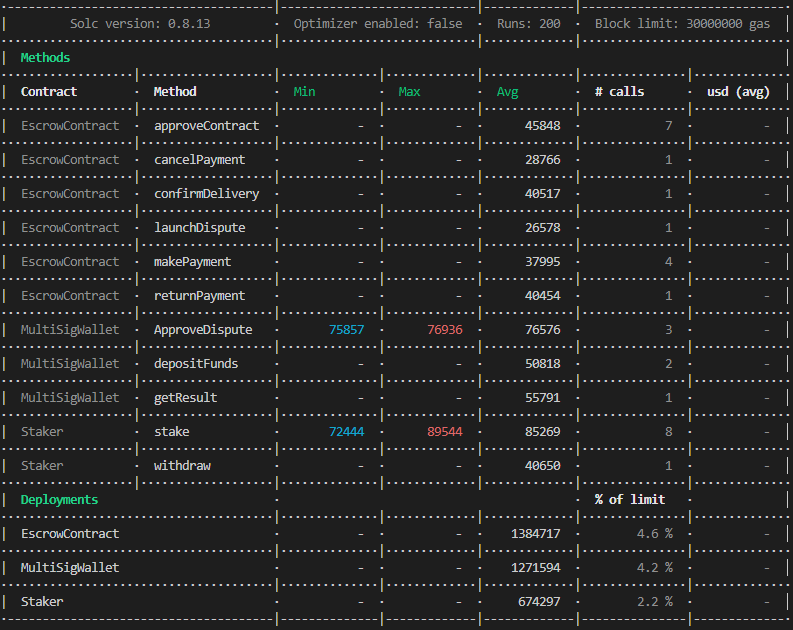 Solc version: 0.8.13 · Optimizer enabled: false · Runs: 200 · Block limit: 30000000 gas
Methods
Contract · Method · Min · Max · Avg · # calls · usd (avg)
EscrowContract · approveContract · - · - · 45848 · 7 · -
EscrowContract · cancelPayment · - · - · 28766 · 1 · -
EscrowContract · confirmDelivery · - · - · 40517 · 1 · -
EscrowContract · launchDispute · - · - · 26578 · 1 · -
EscrowContract · makePayment · - · - · 37995 · 4 · -
EscrowContract · returnPayment · - · - · 40454 · 1 · -
MultiSigWallet · ApproveDispute · 75857 · 76936 · 76576 · 3 · -
MultiSigWallet · depositFunds · - · - · 50818 · 2 · -
MultiSigWallet · getResult · - · - · 55791 · 1 · -
Staker · stake · 72444 · 89544 · 85269 · 8 · -
Staker · withdraw · - · - · 40650 · 1 · -
Deployments · · % of limit ·
EscrowContract · - · - · 1384717 · 4.6 % · -
MultiSigWallet · - · - · 1271594 · 4.2 % · -
Staker · - · - · 674297 · 2.2 % · -